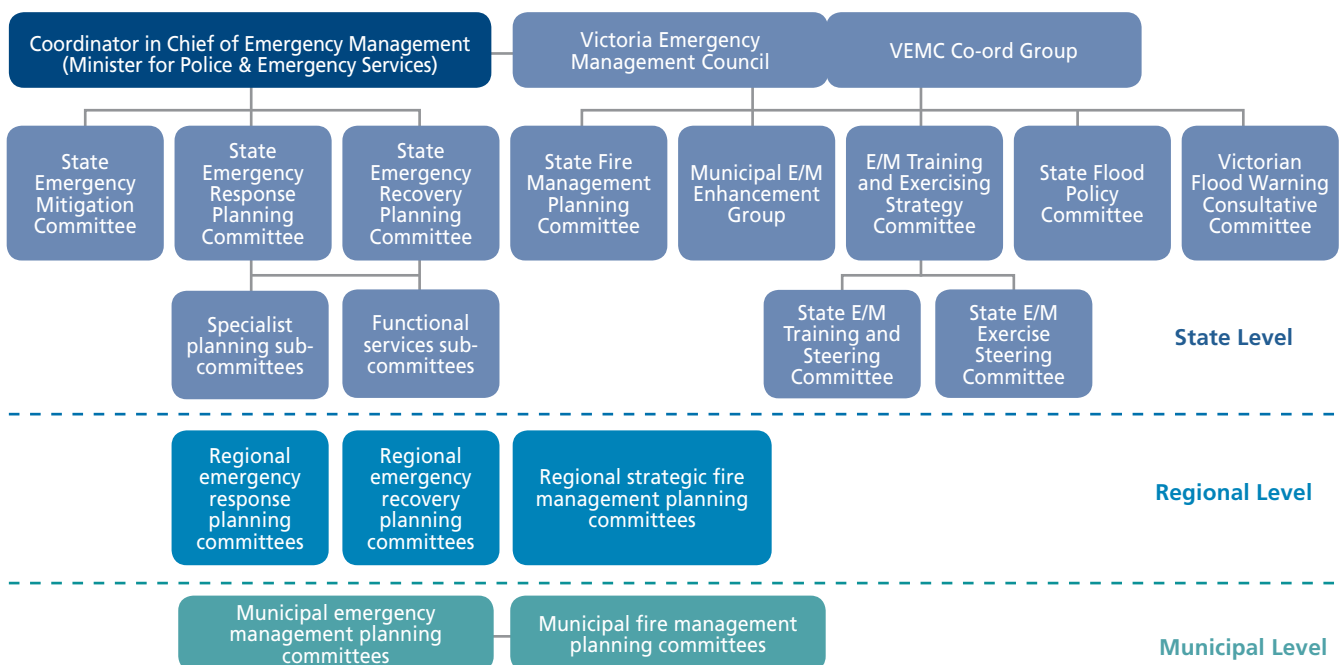 Coordinator in Chief of Emergency Management
(Minister for Police & Emergency Services)
Victoria Emergency
Management Council
VEMC Co-ord Group
State
Emergency
Mitigation
Committee
State
Emergency
Response
Planning
Committee
State
Emergency
Recovery
Planning
Committee
State Fire
Management
Planning
Committee
Municipal E/M
Enhancement
Group
E/M Training
and Exercising
Strategy
Committee
State Flood
Policy
Committee
Victorian
Flood Warning
Consultative
Committee
Specialist
planning sub-
committees
Functional
services sub-
committees
State E/M
Training and
Steering
Committee
State E/M
Exercise
Steering
Committee
State Level
Regional
emergency
response
planning
committees
Regional
emergency
recovery
planning
committees
Regional strategic fire
management planning
committees
Regional Level
Municipal emergency
management planning
committees
Municipal fire management
planning committees
Municipal Level